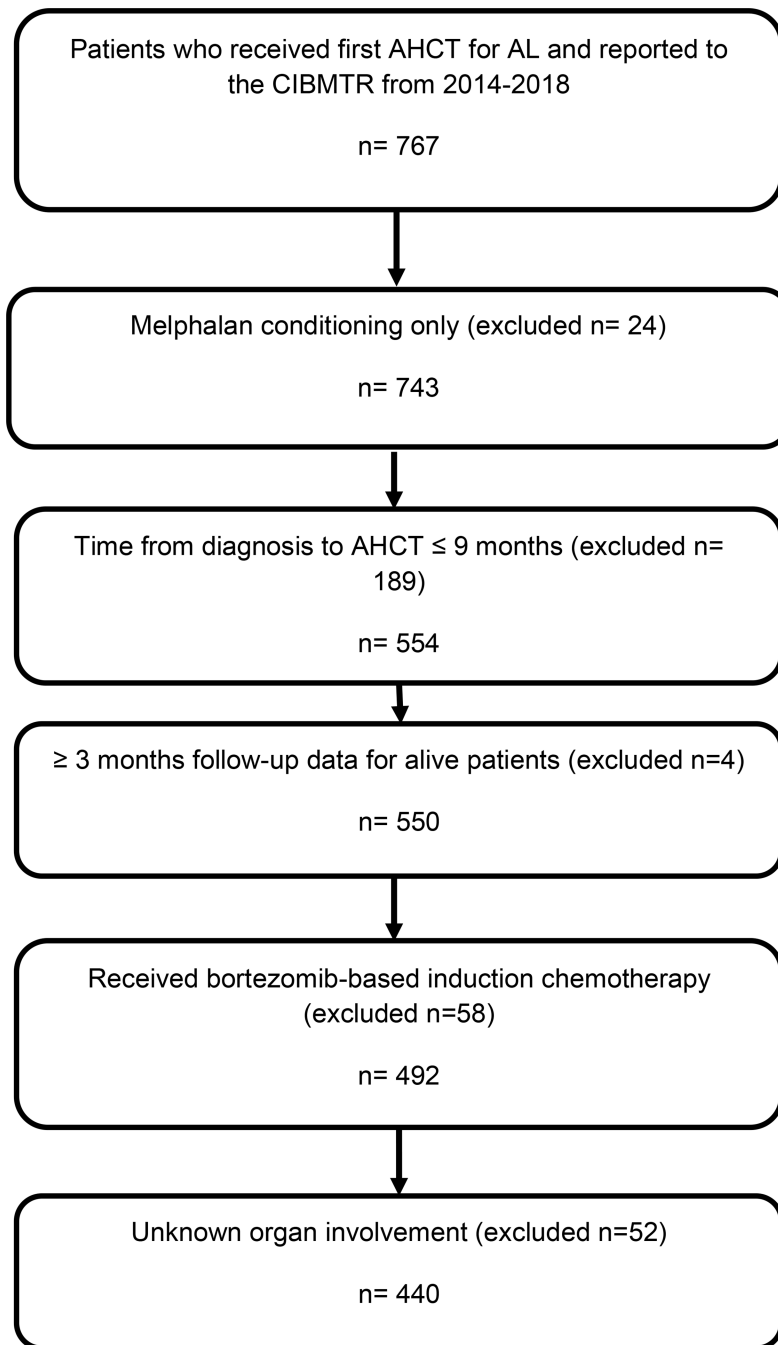 Patients who received first AHCT for AL and reported to
the CIBMTR from 2014-2018
n= 767
Melphalan conditioning only (excluded n= 24)
n= 743
Time from diagnosis to AHCT ≤ 9 months (excluded n=
189)
n= 554
≥ 3 months follow-up data for alive patients (excluded n=4)
n= 550
Received bortezomib-based induction chemotherapy
(excluded n=58)
n= 492
Unknown organ involvement (excluded n=52)
n= 440